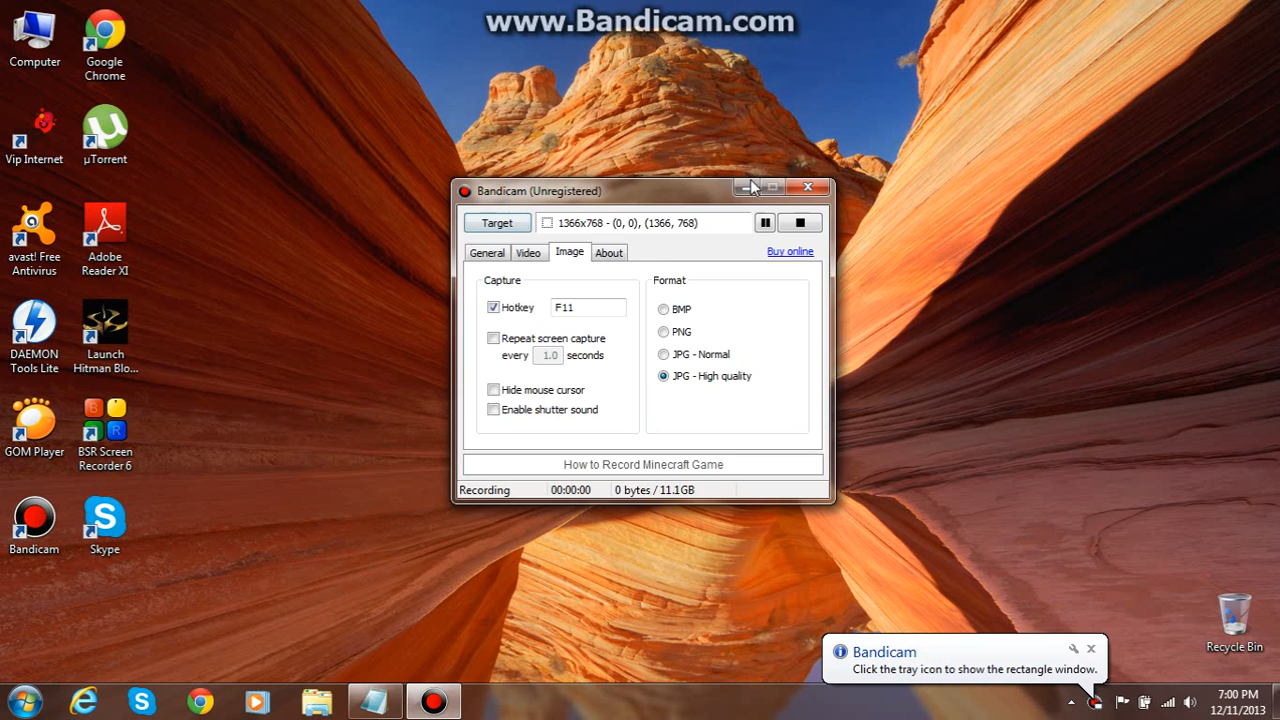 www.Bandicam.com
Computer
Google
Chrome
Vip Internet
µTorrent
avast! Free
Antivirus
Adobe
Reader XI
DAEMON
Tools Lite
Launch
Hitman Blo...
GOM Player
BSR Screen
Recorder 6
Bandicam
Skype
Bandicam (Unregistered)
Target
1366x768 - (0, 0), (1366, 768)
General
Video
Image
About
Buy online
Capture
Hotkey
F11
Repeat screen capture
every 1.0 seconds
Hide mouse cursor
Enable shutter sound
Format
BMP
PNG
JPG - Normal
JPG - High quality
How to Record Minecraft Game
Recording
00:00:00
0 bytes / 11.1GB
Recycle Bin
Bandicam
Click the tray icon to show the rectangle window.
7:00 PM
12/11/2013